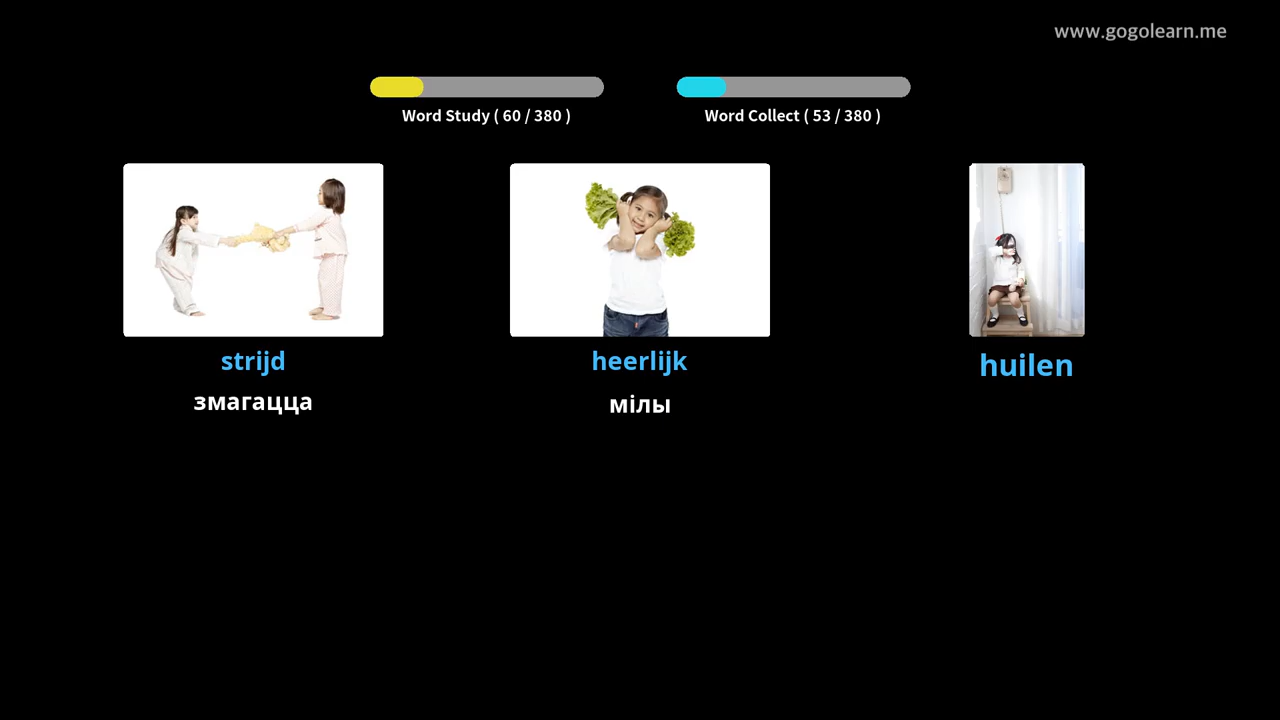 www.gogolearn.me
Word Study ( 60 / 380 )
Word Collect ( 53 / 380 )
strijd
heerlijk
huilen
змагацца
мілы